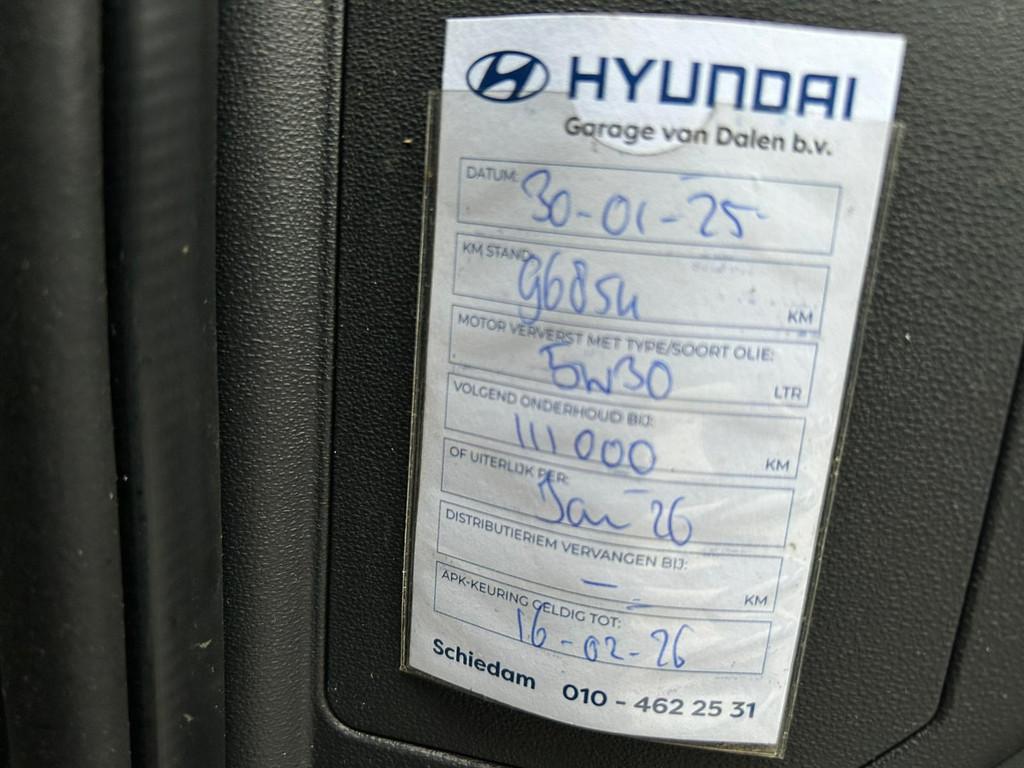 HYUNDAI
Garage van Dalen b.v.
DATUM: 30-01-25
KM STAND: 96854 KM
MOTOR VERVERST MET TYPE/SOORT OLIE:
5W30 LTR
VOLGEND ONDERHOUD BIJ:
111000 KM
OF UITERLIJK PER:
Jan 26
DISTRIBUTIERIEM VERVANGEN BIJ:
- KM
APK-KEURING GELDIG TOT:
16-02-26
Schiedam 010 - 462 25 31